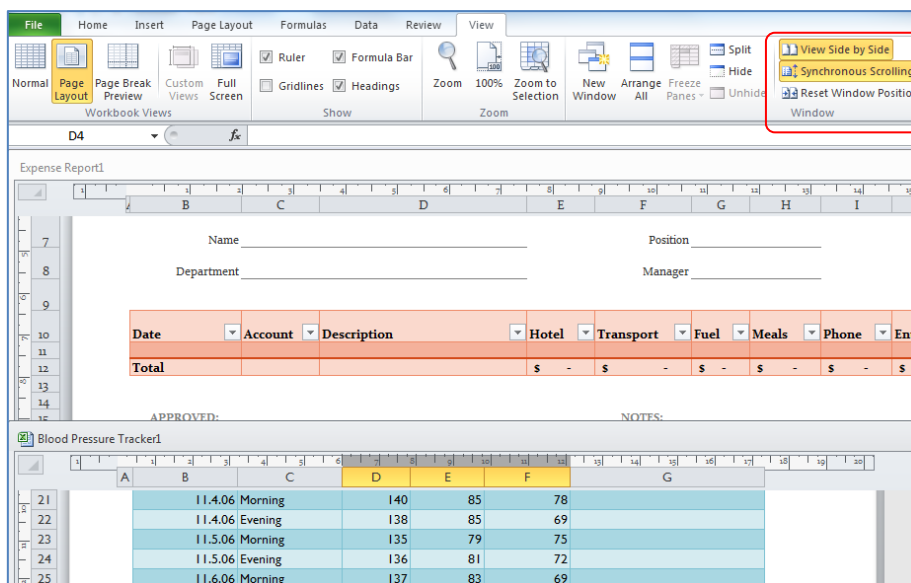 File Home Insert Page Layout Formulas Data Review View
Normal Page Layout Page Break Preview Custom Views Full Screen
Workbook Views
Ruler Formula Bar
Gridlines Headings
Show
Zoom 100% Zoom to Selection
Zoom
New Window Arrange All Freeze Panes
Split
Hide
Unhide
View Side by Side
Synchronous Scrolling
Reset Window Positio
Window
D4 fx
Expense Report1
B C D E F G H I
7 Name Position
8 Department Manager
9
10 Date Account Description Hotel Transport Fuel Meals Phone En
11
12 Total $ - $ - $ - $ - $ - $
13
14
15 APPROVED: NOTES:
Blood Pressure Tracker1
A B C D E F G
21 11.4.06 Morning 140 85 78
22 11.4.06 Evening 138 85 69
23 11.5.06 Morning 135 79 75
24 11.5.06 Evening 136 81 72
25 11.6.06 Morning 137 83 69